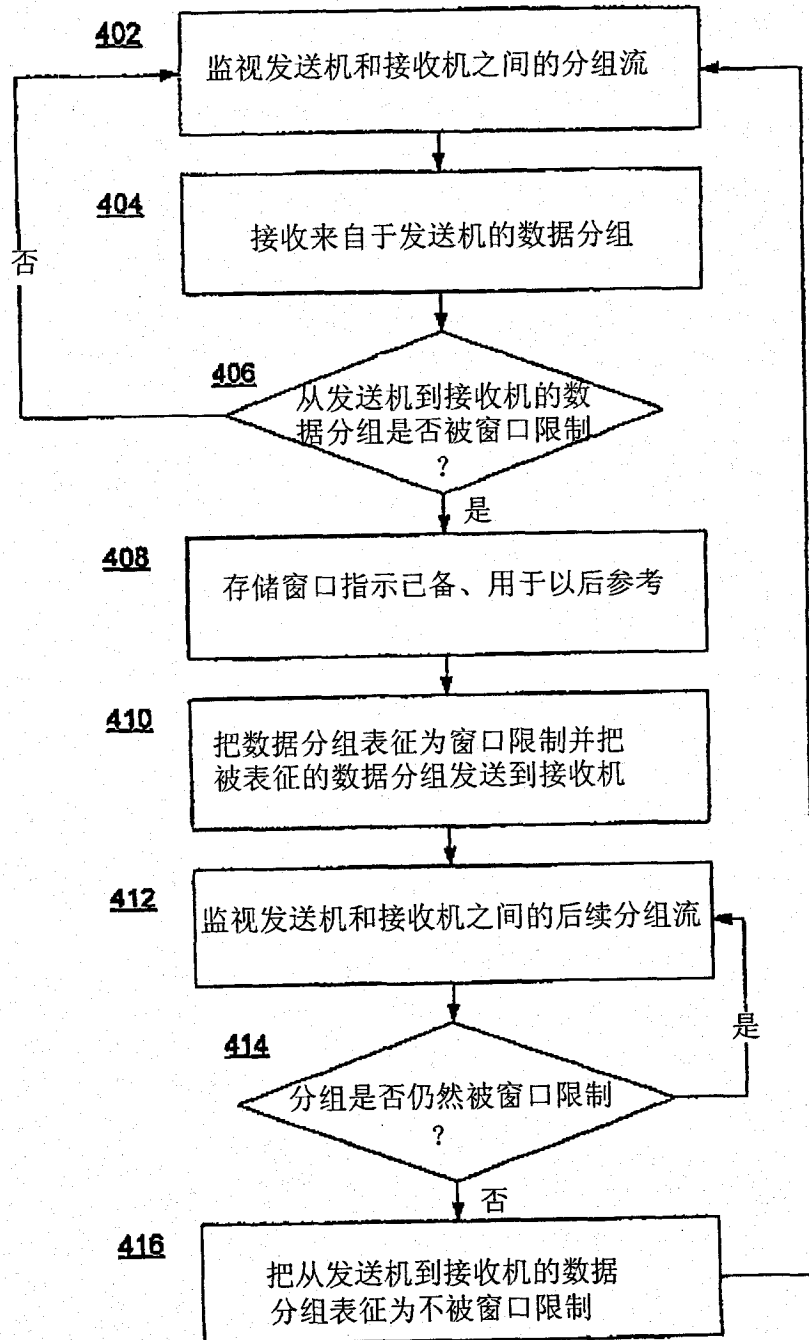 402
监视发送机和接收机之间的分组流
404
接收来自于发送机的数据分组
否
406
从发送机到接收机的数
据分组是否被窗口限制
?
是
408
存储窗口指示已备、用于以后参考
410
把数据分组表征为窗口限制并把
被表征的数据分组发送到接收机
412
监视发送机和接收机之间的后续分组流
是
414
分组是否仍然被窗口限制
?
否
416
把从发送机到接收机的数据
分组表征为不被窗口限制